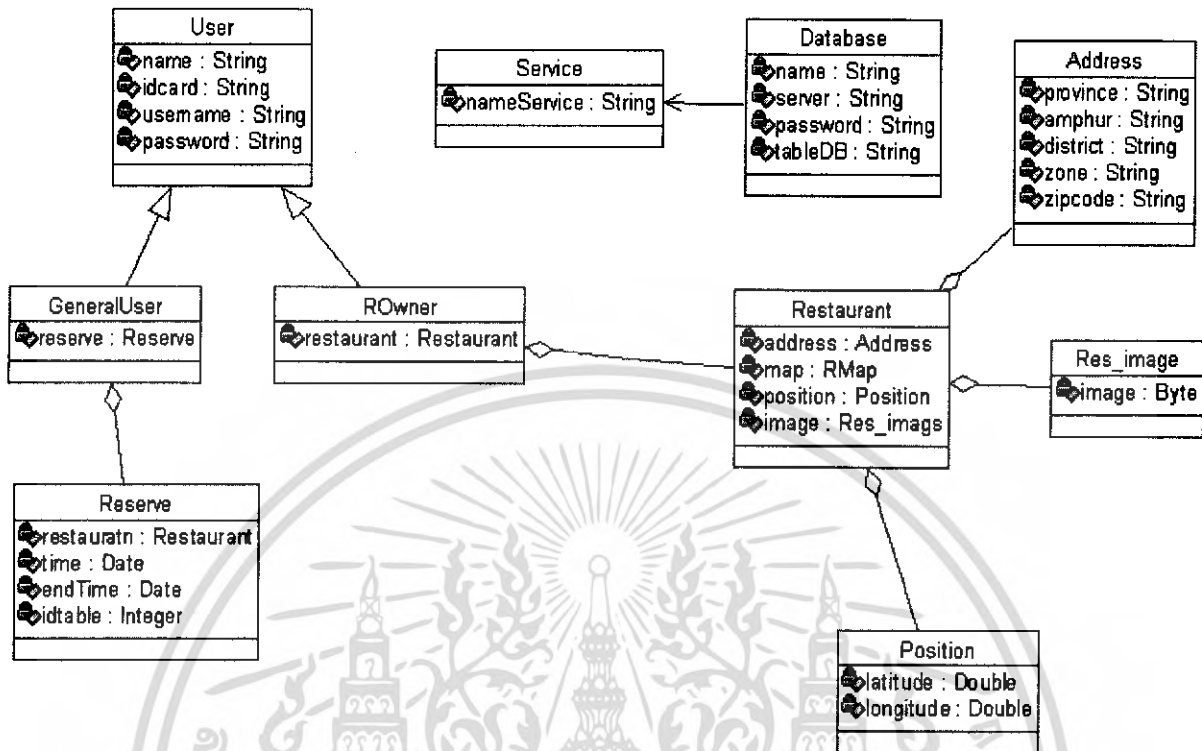 User
name : String
idcard : String
username : String
password : String
Service
nameService : String
Database
name : String
server : String
password : String
tableDB : String
Address
province : String
amphur : String
district : String
zone : String
zipcode : String
GeneralUser
reserve : Reserve
ROwner
restaurant : Restaurant
Restaurant
address : Address
map : RMap
position : Position
image : Res_imags
Res_image
image : Byte
Reserve
restauratn : Restaurant
time : Date
endTime : Date
idtable : Integer
Position
latitude : Double
longitude : Double